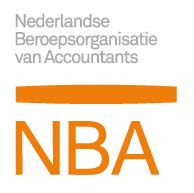 Nederlandse
Beroepsorganisatie
van Accountants
NBA